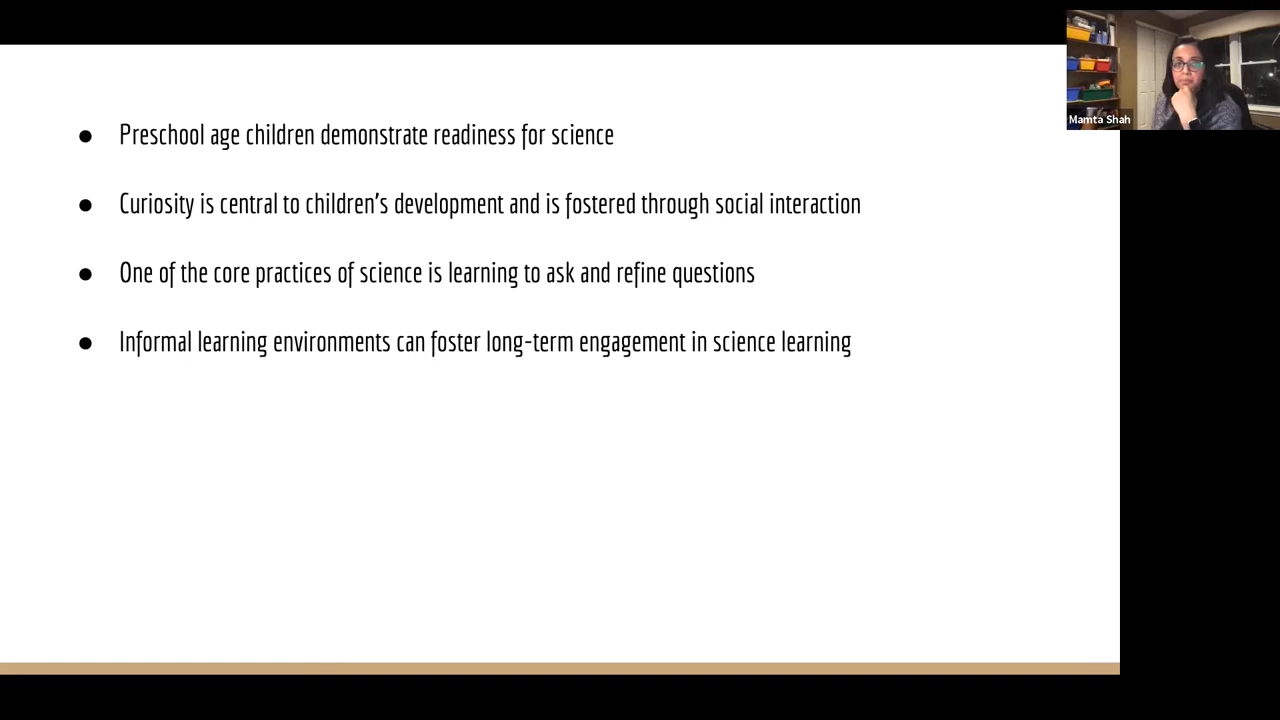 ● Preschool age children demonstrate readiness for science
● Curiosity is central to children's development and is fostered through social interaction
● One of the core practices of science is learning to ask and refine questions
● Informal learning environments can foster long-term engagement in science learning
Mamta Shah